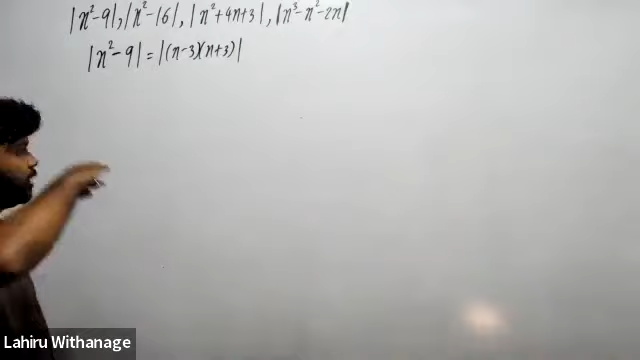 |x²-9|, |x²-16|, |x²+4x+3|, |x³-x²-2x|
|x²-9| = |(x-3)(x+3)|
Lahiru Withanage